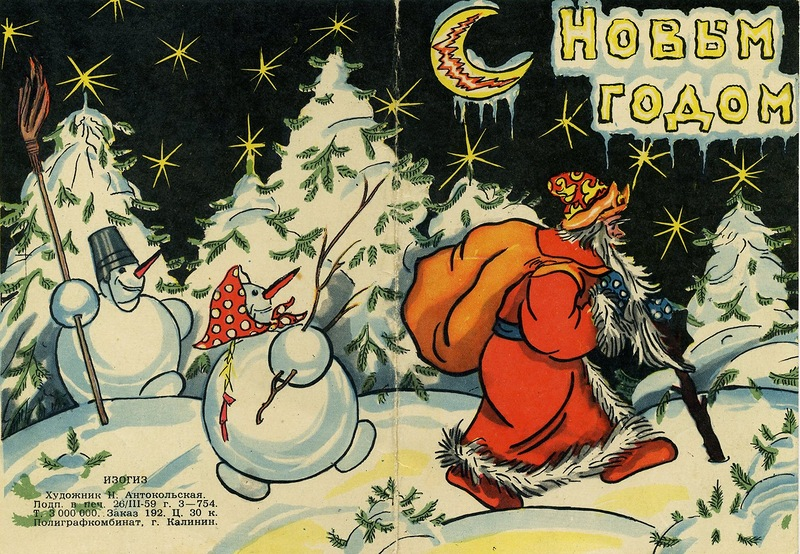 С Новым
годом
ИЗОГИЗ
Художник Н. Антокольская.
Подп. в печ. 26/III-59 г. 3—754.
Т. 3 000 000. Заказ 192. Ц. 30 к.
Полиграфкомбинат, г. Калинин.